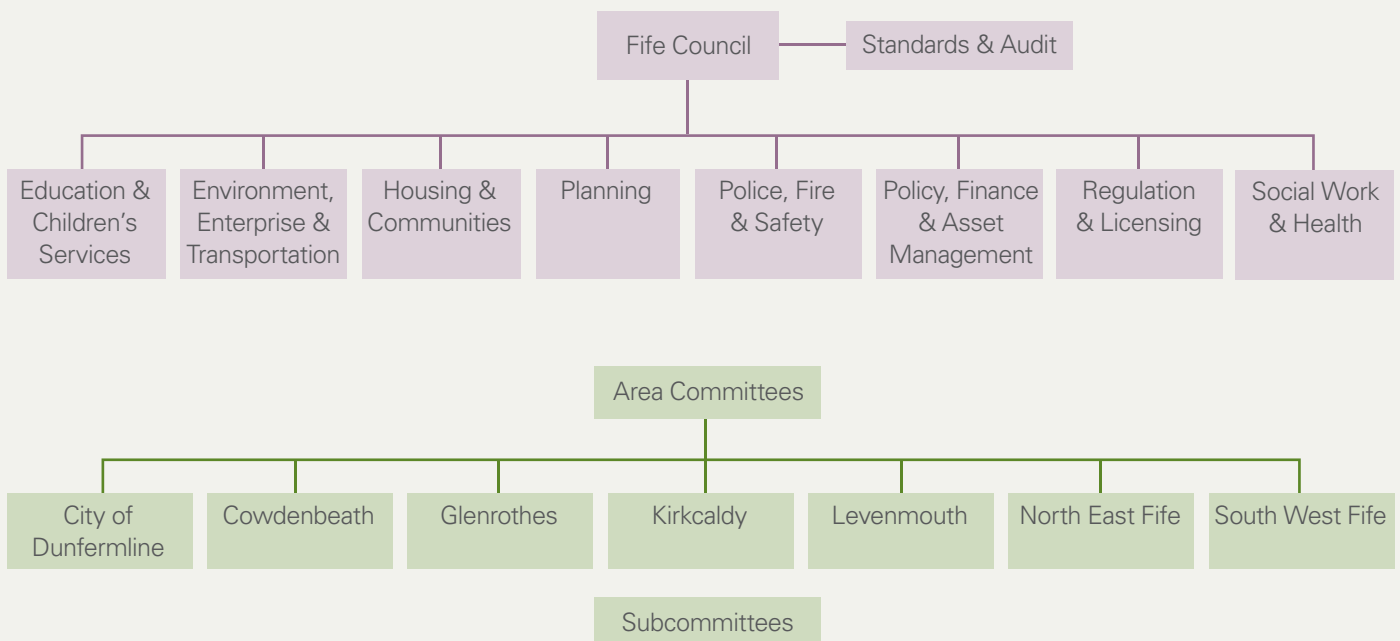 Fife Council
Standards & Audit
Education &
Children's
Services
Environment,
Enterprise &
Transportation
Housing &
Communities
Planning
Police, Fire
& Safety
Policy, Finance
& Asset
Management
Regulation
& Licensing
Social Work
& Health
Area Committees
City of
Dunfermline
Cowdenbeath
Glenrothes
Kirkcaldy
Levenmouth
North East Fife
South West Fife
Subcommittees